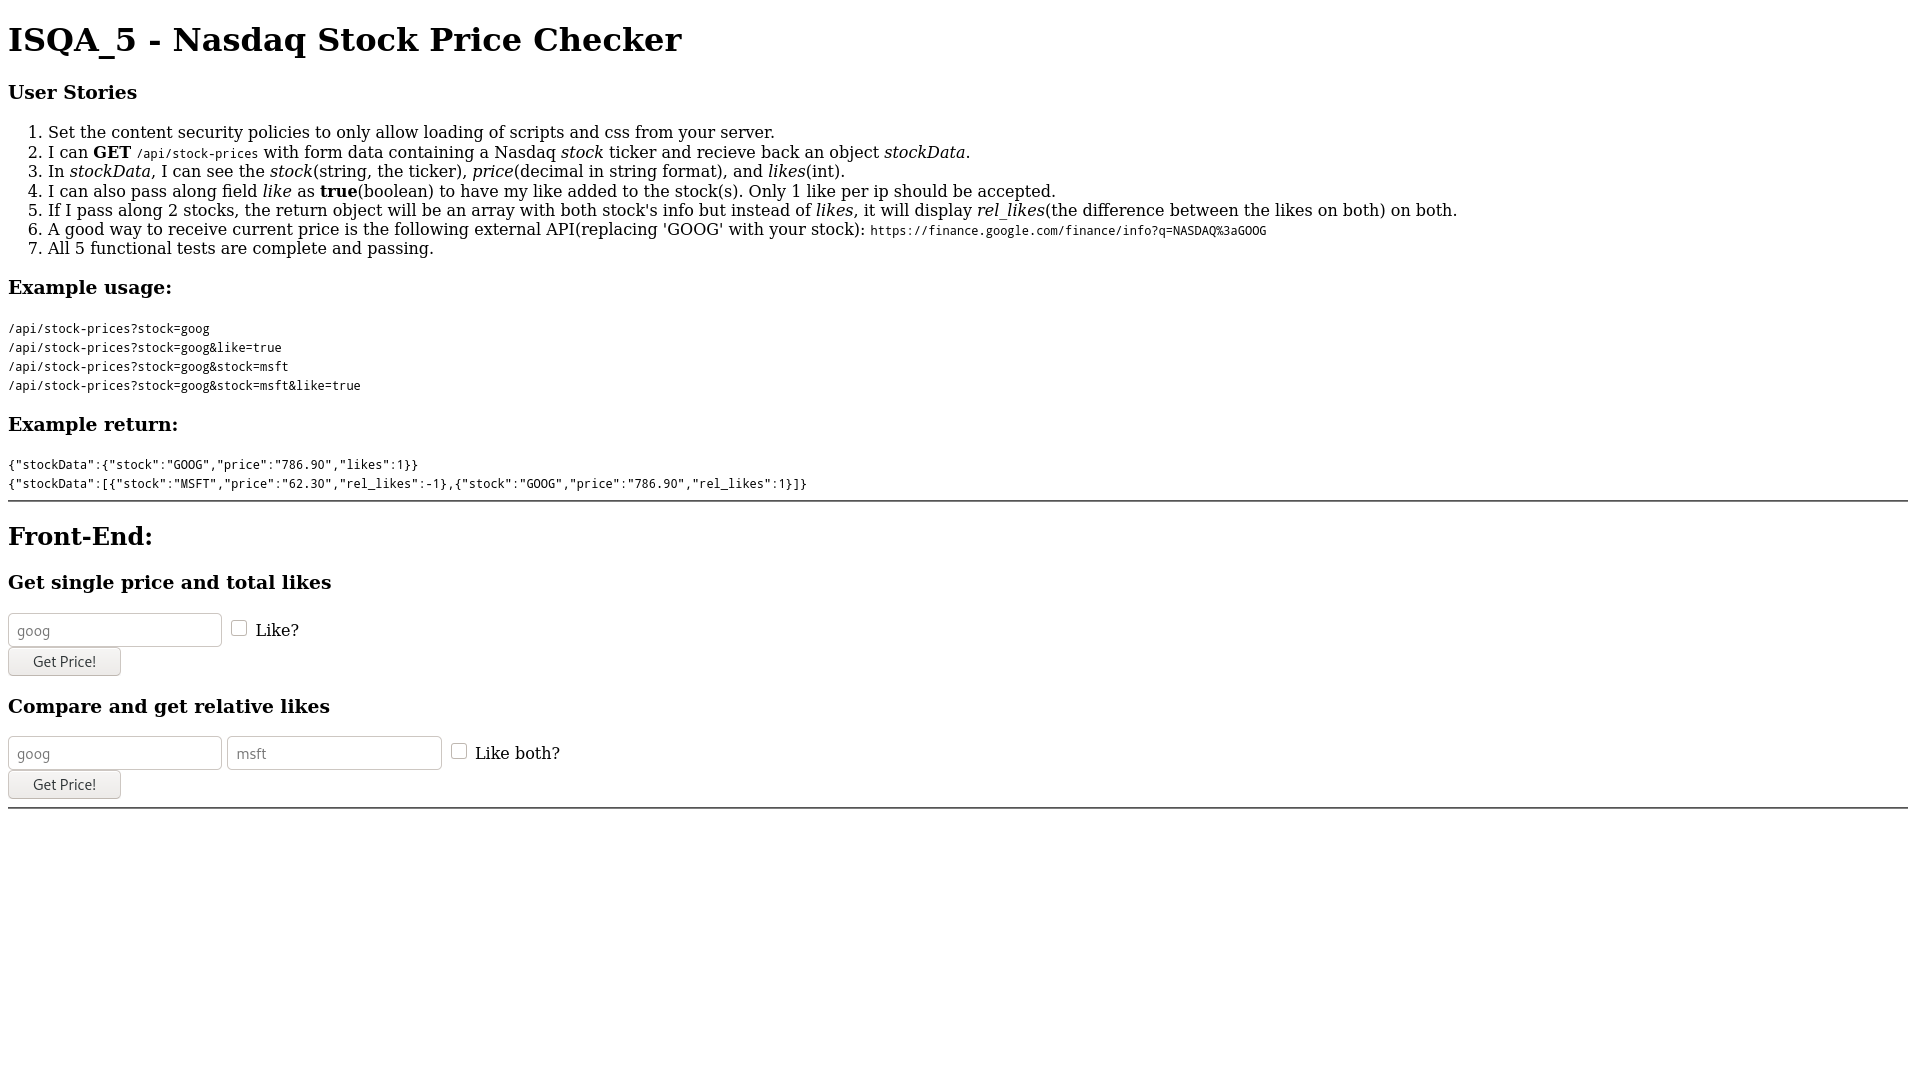 ISQA_5 - Nasdaq Stock Price Checker
User Stories
1. Set the content security policies to only allow loading of scripts and css from your server.
2. I can GET /api/stock-prices with form data containing a Nasdaq stock ticker and recieve back an object stockData.
3. In stockData, I can see the stock(string, the ticker), price(decimal in string format), and likes(int).
4. I can also pass along field like as true(boolean) to have my like added to the stock(s). Only 1 like per ip should be accepted.
5. If I pass along 2 stocks, the return object will be an array with both stock's info but instead of likes, it will display rel_likes(the difference between the likes on both) on both.
6. A good way to receive current price is the following external API(replacing 'GOOG' with your stock): https://finance.google.com/finance/info?q=NASDAQ%3aGOOG
7. All 5 functional tests are complete and passing.
Example usage:
/api/stock-prices?stock=goog
/api/stock-prices?stock=goog&like=true
/api/stock-prices?stock=goog&stock=msft
/api/stock-prices?stock=goog&stock=msft&like=true
Example return:
{"stockData":{"stock":"GOOG","price":"786.90","likes":1}}
{"stockData":[{"stock":"MSFT","price":"62.30","rel_likes":-1},{"stock":"GOOG","price":"786.90","rel_likes":1}]}
Front-End:
Get single price and total likes
goog Like?
Get Price!
Compare and get relative likes
goog msft Like both?
Get Price!